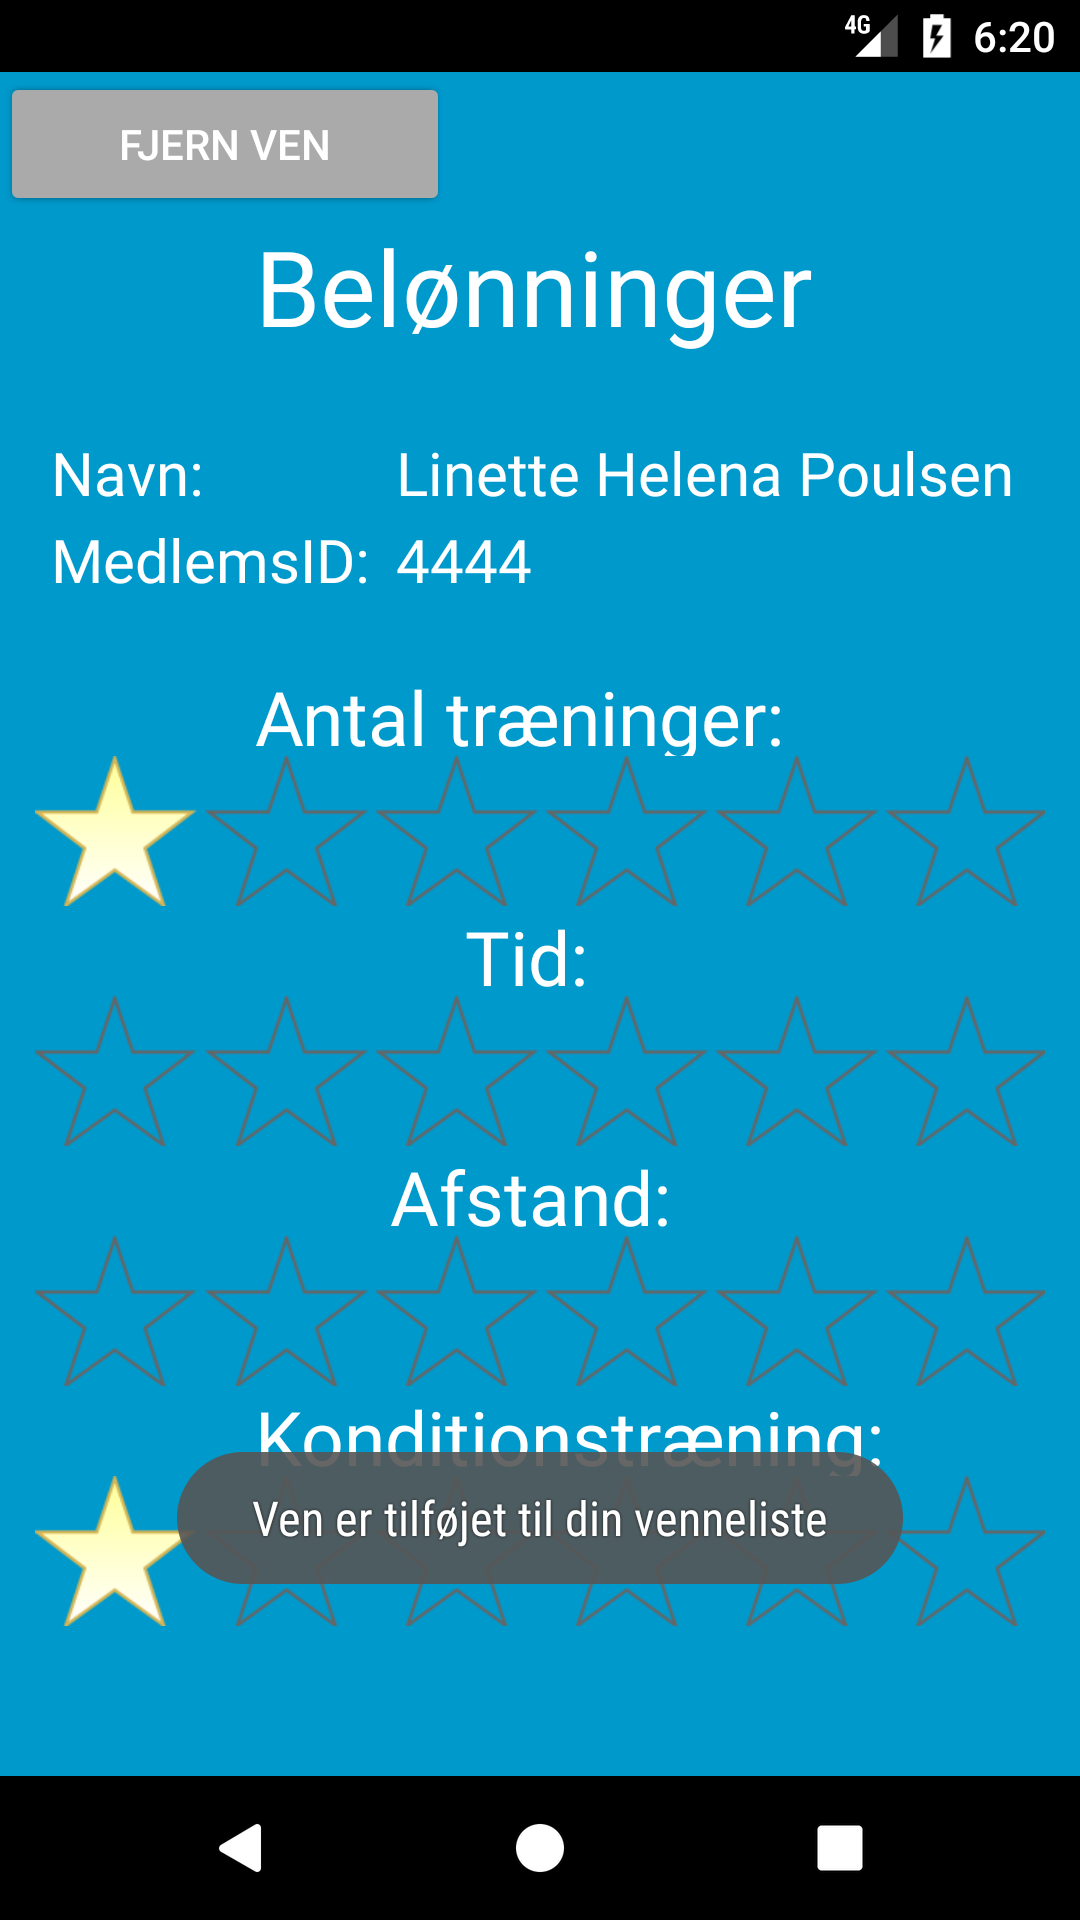 4G 6:20
FJERN VEN
Belønninger
Navn: Linette Helena Poulsen
MedlemsID: 4444
Antal træninger:
Tid:
Afstand:
Konditionstræning:
Ven er tilføjet til din venneliste